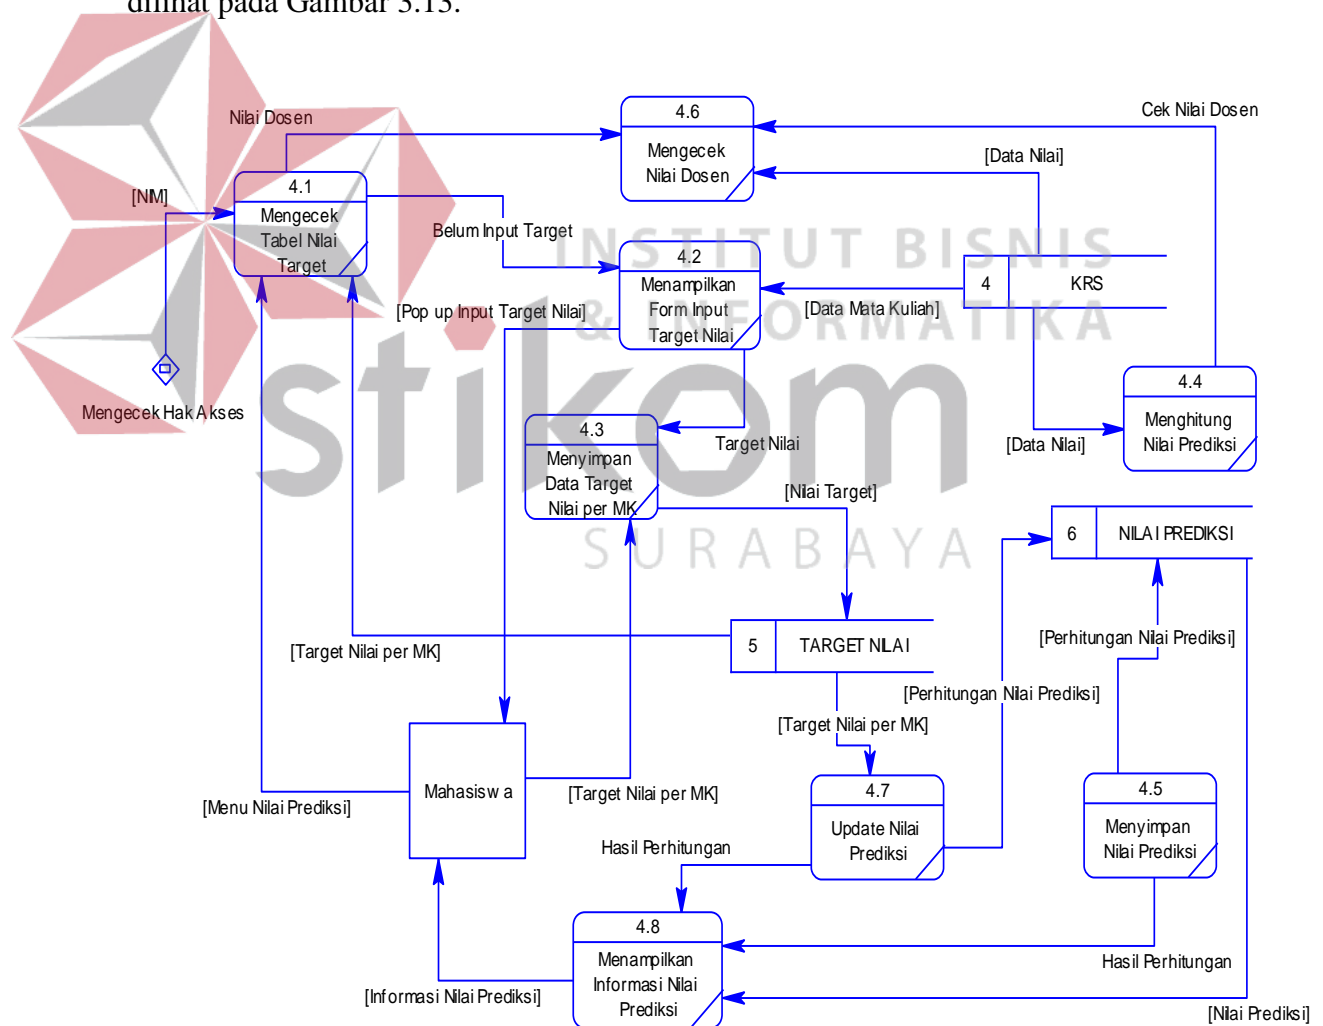 dilihat pada Gambar 3.13.
Nilai Dosen
4.6
Mengecek
Nilai Dosen
Cek Nilai Dosen
[Data Nilai]
[NIM]
4.1
Mengecek
Tabel Nilai
Target
Belum Input Target
INSTITUT BISNIS
& INFORMATIKA
4.2
Menampilkan
Form Input
Target Nilai
4
KRS
[Data Mata Kuliah]
[Pop up Input Target Nilai]
stikom
SURABAYA
Mengecek Hak Akses
4.4
Menghitung
Nilai Prediksi
4.3
Menyimpan
Data Target
Nilai per MK
Target Nilai
[Data Nilai]
[Nilai Target]
6
NILAI PREDIKSI
[Target Nilai per MK]
5
TARGET NILAI
[Perhitungan Nilai Prediksi]
[Perhitungan Nilai Prediksi]
[Target Nilai per MK]
Mahasiswa
[Menu Nilai Prediksi]
[Target Nilai per MK]
4.7
Update Nilai
Prediksi
4.5
Menyimpan
Nilai Prediksi
Hasil Perhitungan
4.8
Menampilkan
Informasi Nilai
Prediksi
Hasil Perhitungan
[Informasi Nilai Prediksi]
[Nilai Prediksi]